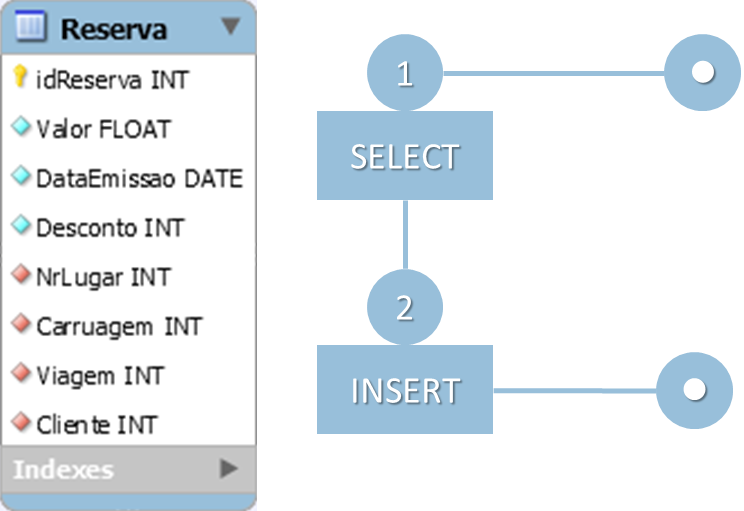 Reserva
idReserva INT
Valor FLOAT
DataEmissao DATE
Desconto INT
NrLugar INT
Carruagem INT
Viagem INT
Cliente INT
Indexes
1
SELECT
2
INSERT